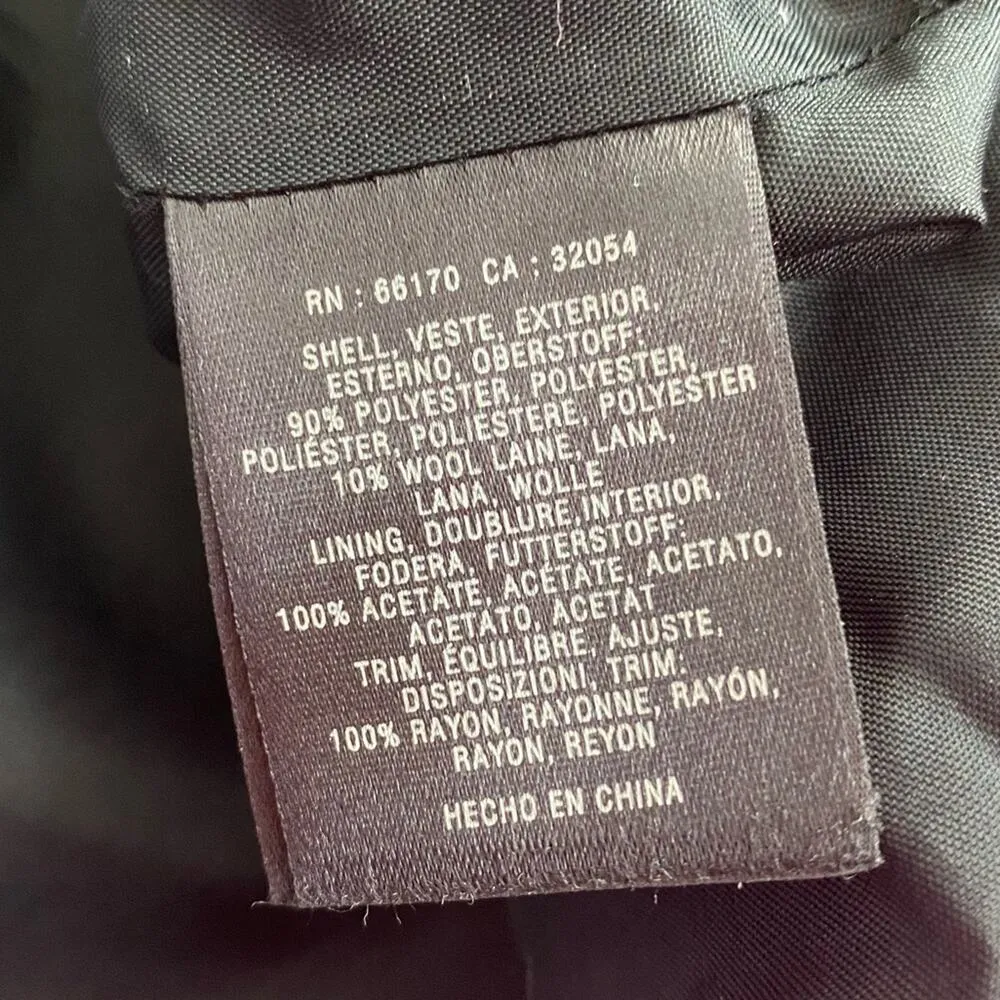 RN : 66170 CA : 32054
SHELL, VESTE, EXTERIOR,
ESTERNO, OBERSTOFF:
90% POLYESTER, POLYESTER,
POLIÉSTER, POLIESTERE, POLYESTER
10% WOOL LAINE, LANA,
LANA, WOLLE
LINING, DOUBLURE,INTERIOR,
FODERA, FUTTERSTOFF:
100% ACETATE, ACÉTATE, ACETATO,
ACETATO, ACETAT
TRIM, ÉQUILIBRE, AJUSTE,
DISPOSIZIONI, TRIM:
100% RAYON, RAYONNE, RAYÓN,
RAYON, REYON
HECHO EN CHINA